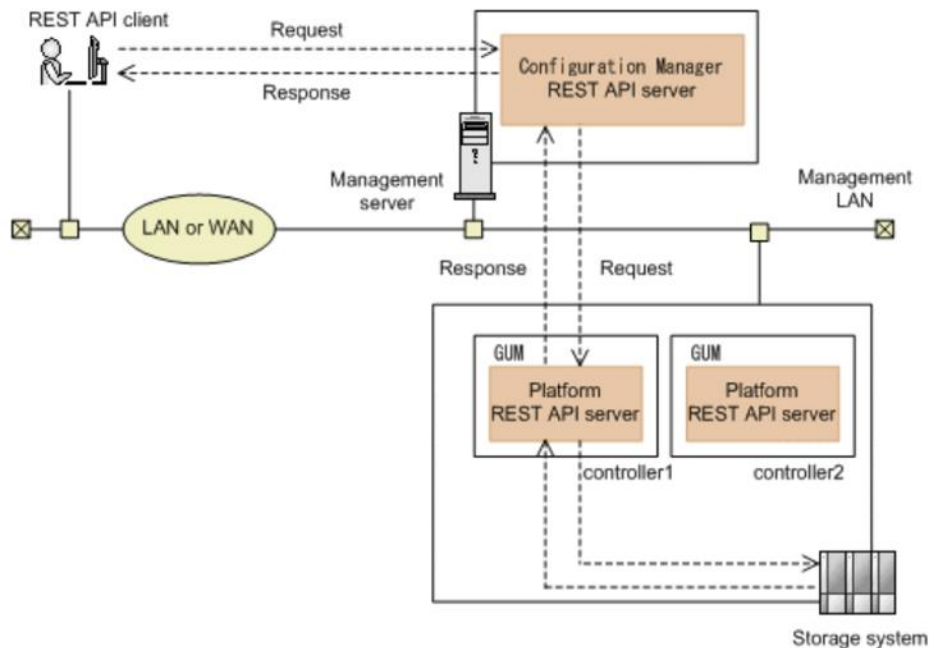 REST API client
Request
Response
Configuration Manager
REST API server
Management
server
Management
LAN
LAN or WAN
Response
Request
GUM
Platform
REST API server
controller1
GUM
Platform
REST API server
controller2
Storage system